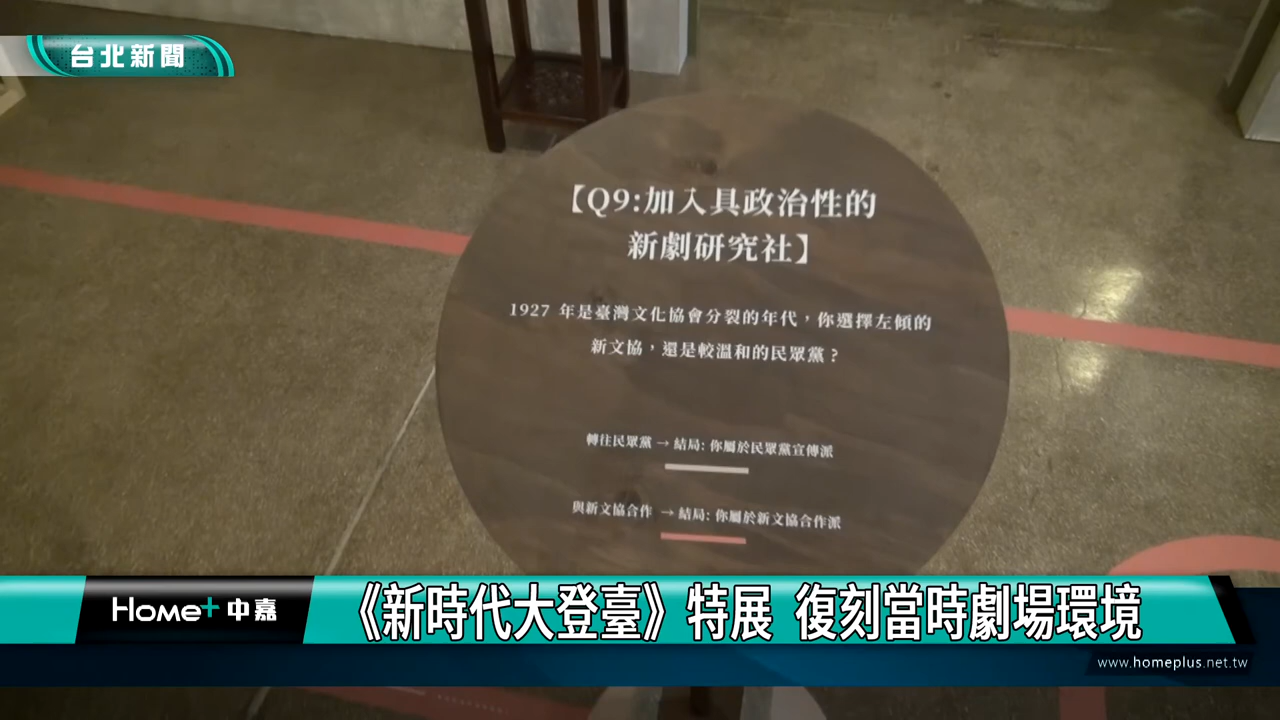 台北新聞
【Q9:加入具政治性的
新劇研究社】
1927 年是臺灣文化協會分裂的年代,你選擇左傾的
新文協,還是較溫和的民眾黨?
轉往民眾黨 → 結局: 你屬於民眾黨宣傳派
與新文協合作 → 結局: 你屬於新文協合作派
Home+ 中嘉
《新時代大登臺》特展 復刻當時劇場環境
www.homeplus.net.tw